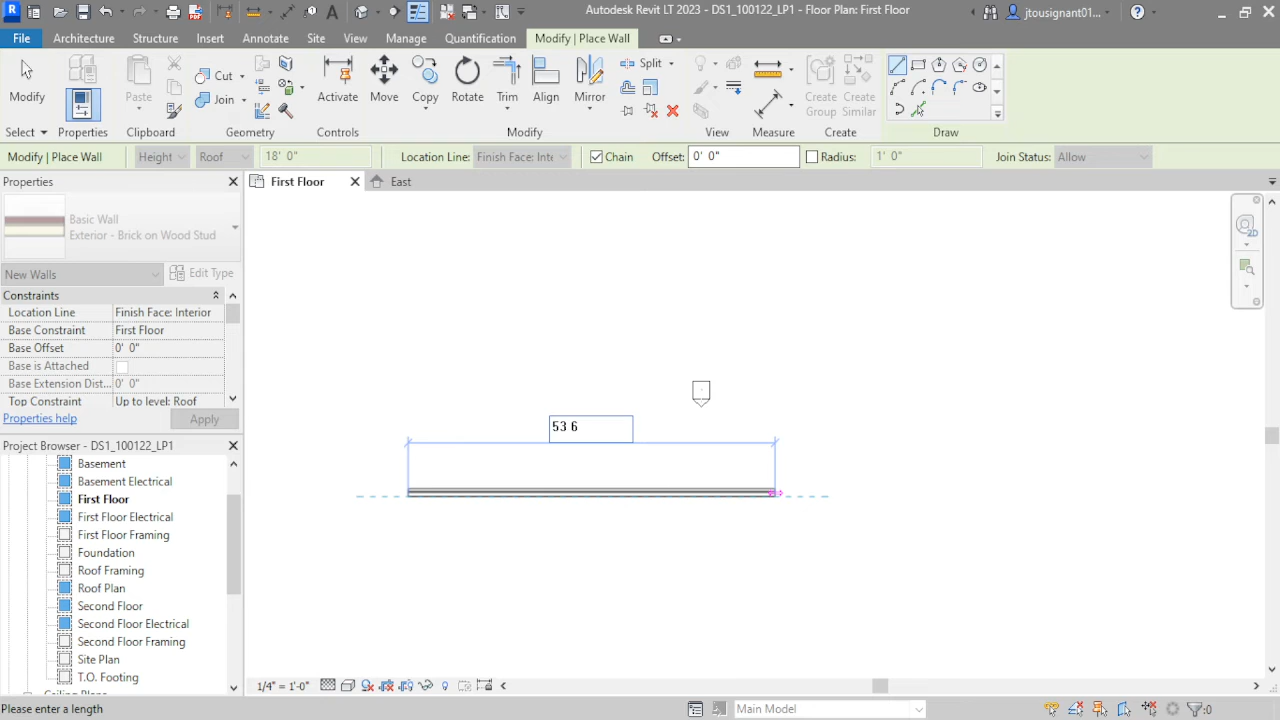 R
LT
A
Autodesk Revit LT 2023 - DS1_100122_LP1 - Floor Plan: First Floor
jtousignant01...
?
File
Architecture
Structure
Insert
Annotate
Site
View
Manage
Quantification
Modify | Place Wall
Modify
Paste
Cut
Join
Activate
Move
Copy
Rotate
Trim
Align
Mirror
Split
Create
Group
Create
Similar
Select
Properties
Clipboard
Geometry
Controls
Modify
View
Measure
Create
Draw
Modify | Place Wall
Height
Roof
18' 0"
Location Line:
Finish Face: Inte
Chain
Offset:
0' 0"
Radius:
1' 0"
Join Status:
Allow
Properties
First Floor
East
Basic Wall
Exterior - Brick on Wood Stud
New Walls
Edit Type
Constraints
Location Line
Finish Face: Interior
Base Constraint
First Floor
Base Offset
0' 0"
Base is Attached
Base Extension Dist...
0' 0"
Top Constraint
Up to level: Roof
Properties help
Apply
2D
53 6
Project Browser - DS1_100122_LP1
Basement
Basement Electrical
First Floor
First Floor Electrical
First Floor Framing
Foundation
Roof Framing
Roof Plan
Second Floor
Second Floor Electrical
Second Floor Framing
Site Plan
T.O. Footing
Ceiling Plans
1/4" = 1'-0"
Please enter a length
Main Model
:0